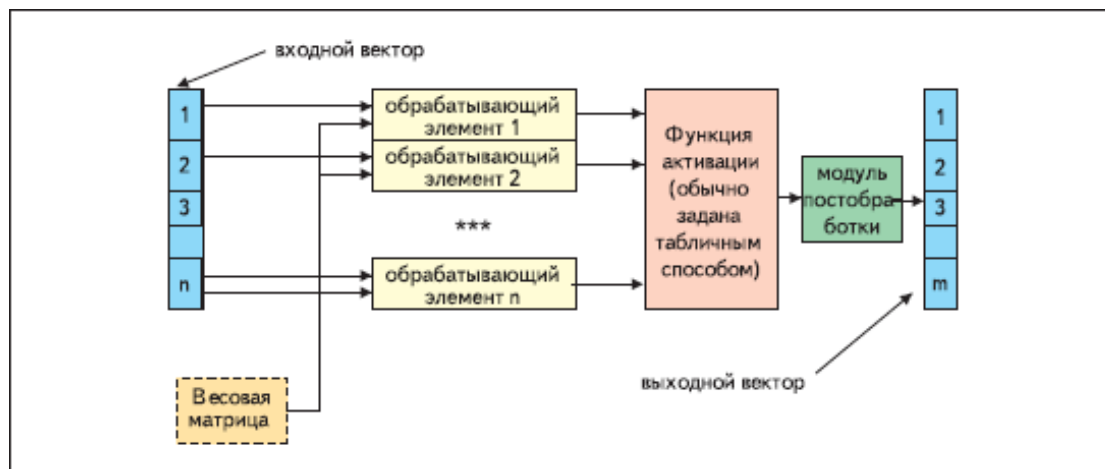 входной вектор
1
2
3
n
обрабатывающий
элемент 1
обрабатывающий
элемент 2
***
обрабатывающий
элемент n
Весовая
матрица
Функция
активации
(обычно
задана
табличным
способом)
модуль
постобра
ботки
1
2
3
m
выходной вектор